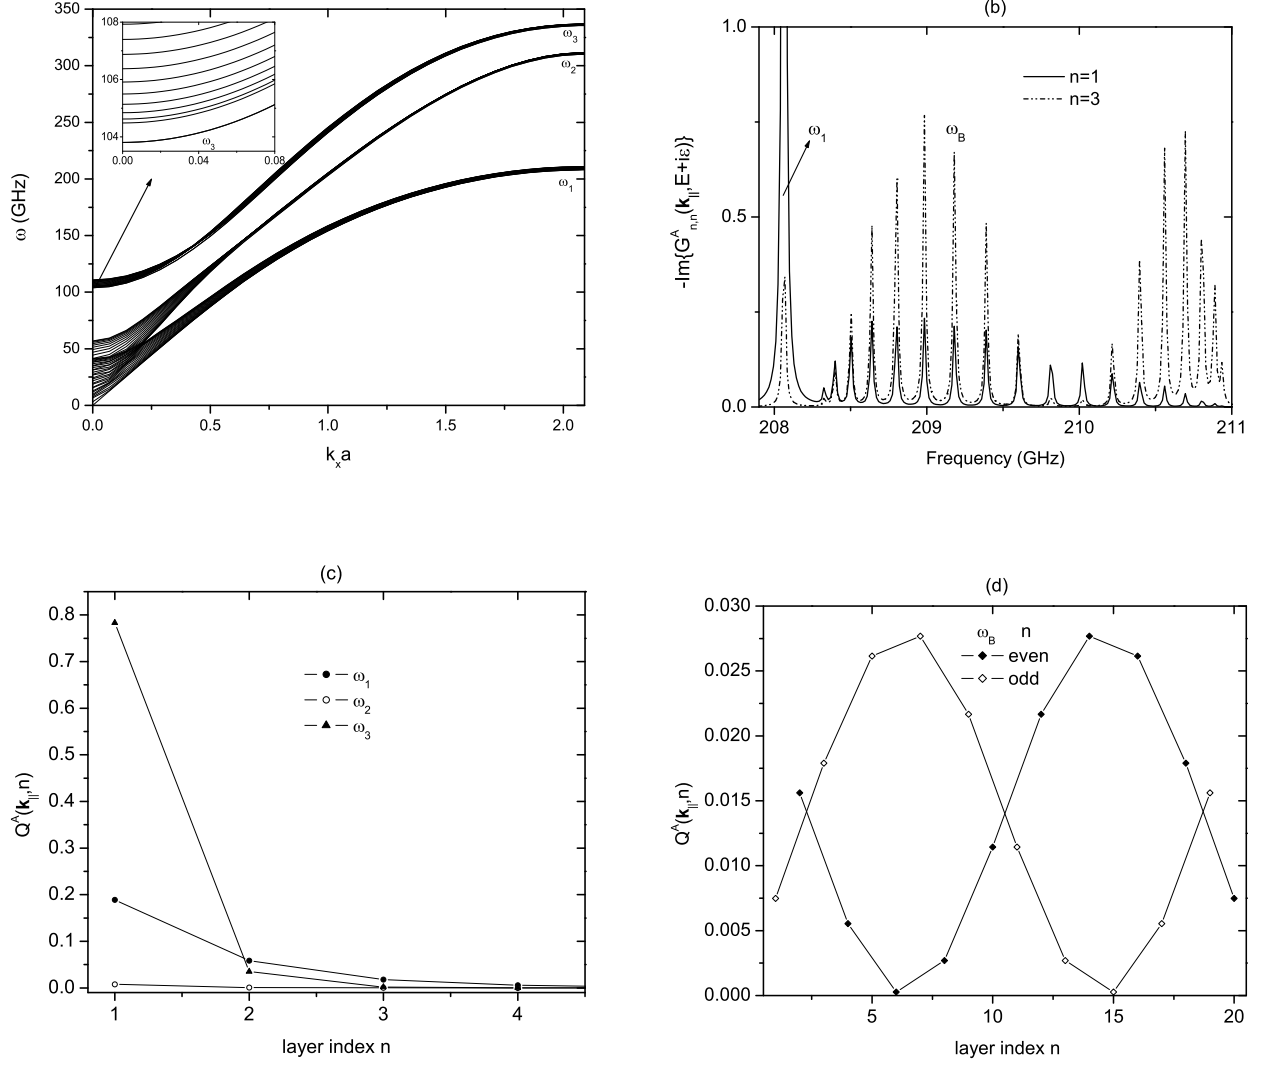 350
300
250
200
150
100
50
0
ω (GHz)
0.0
0.5
1.0
1.5
2.0
kₓa
ω₃
ω₂
ω₁
108
106
104
0.00
0.04
0.08
ω₃
(b)
1.0
0.5
0.0
-Im{Gᴬₙ,ₙ(k||,E+iε)}
n=1
n=3
ω₁
ω_B
208
209
210
211
Frequency (GHz)
(c)
0.8
0.7
0.6
0.5
0.4
0.3
0.2
0.1
0.0
Qᴬ(k||,n)
ω₁
ω₂
ω₃
1
2
3
4
layer index n
(d)
0.030
0.025
0.020
0.015
0.010
0.005
0.000
Qᴬ(k||,n)
ω_B n
even
odd
5
10
15
20
layer index n